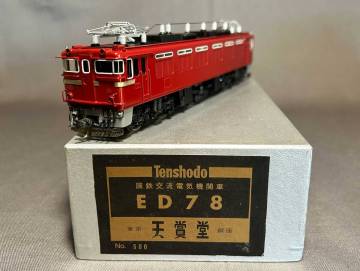 Tenshodo
国鉄交流電気機関車
ED78
東京 天賞堂 銀座
No. 586